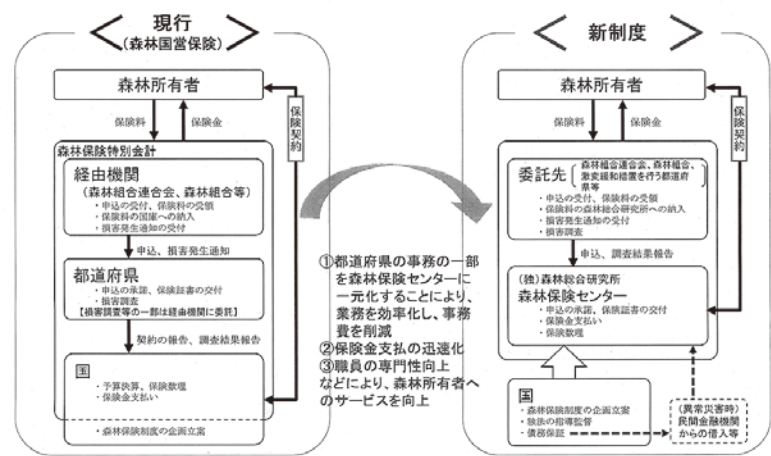 現行
(森林国営保険)
森林所有者
保険料
保険金
保険契約
森林保険特別会計
経由機関
(森林組合連合会、森林組合等)
・申込の受付、保険料の受領
・保険料の国庫への納入
・損害発生通知の受付
申込、損害発生通知
都道府県
・申込の承諾、保険証書の交付
・損害調査
【損害調査等の一部は経由機関に委託】
契約の報告、調査結果報告
国
・予算決算、保険数理
・保険金支払い
・森林保険制度の企画立案
①都道府県の事務の一部
を森林保険センターに
一元化することにより、
業務を効率化し、事務
費を削減
②保険金支払の迅速化
③職員の専門性向上
などにより、森林所有者へ
のサービスを向上
新制度
森林所有者
保険料
保険金
保険契約
委託先
森林組合連合会、森林組合、
激変緩和措置を行う都道府
県等
・申込の受付、保険料の受領
・保険料の森林総合研究所への納入
・損害発生通知の受付
・損害調査
申込、調査結果報告
(独)森林総合研究所
森林保険センター
・申込の承諾、保険証書の交付
・保険金支払い
・保険数理
国
・森林保険制度の企画立案
・独法の指導監督
・債務保証
(異常災害時)
民間金融機関
からの借入等